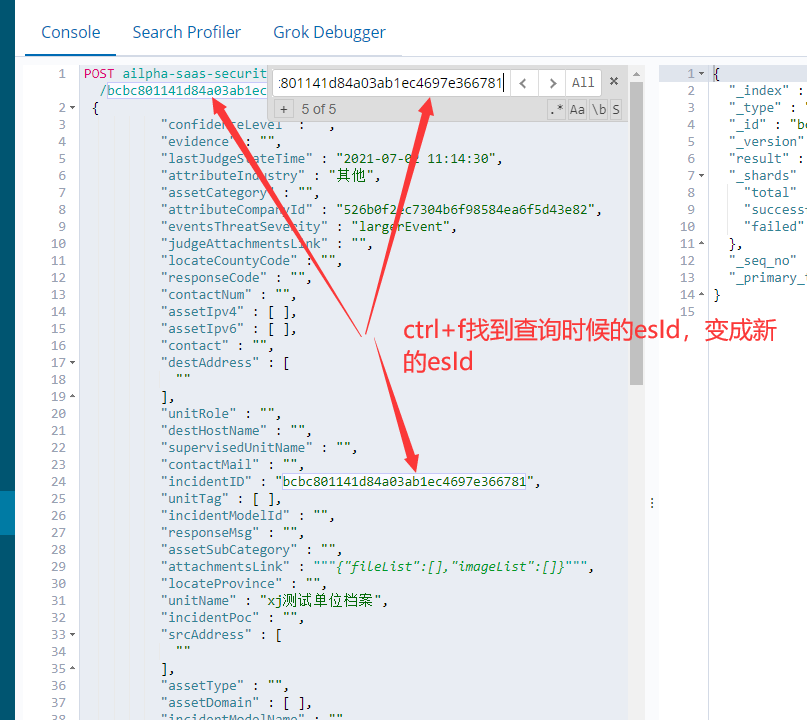 Console Search Profiler Grok Debugger
1 POST ailpha-saas-securit
/bcbc801141d84a03ab1ec
:801141d84a03ab1ec4697e366781 < > All ×
+ 5 of 5 .* Aa \b S
2 {
3 "confidenceLevel" : "",
4 "evidence" : "",
5 "lastJudgeStateTime" : "2021-07-02 11:14:30",
6 "attributeIndustry" : "其他",
7 "assetCategory" : "",
8 "attributeCompanyId" : "526b0f2ec7304b6f98584ea6f5d43e82",
9 "eventsThreatSeverity" : "largerEvent",
10 "judgeAttachmentsLink" : "",
11 "locateCountyCode" : "",
12 "responseCode" : "",
13 "contactNum" : "",
14 "assetIpv4" : [ ],
15 "assetIpv6" : [ ],
16 "contact" : "",
17 "destAddress" : [
18 ""
19 ],
20 "unitRole" : "",
21 "destHostName" : "",
22 "supervisedUnitName" : "",
23 "contactMail" : "",
24 "incidentID" : "bcbc801141d84a03ab1ec4697e366781",
25 "unitTag" : [ ],
26 "incidentModelId" : "",
27 "responseMsg" : "",
28 "assetSubCategory" : "",
29 "attachmentsLink" : """{"fileList":[],"imageList":[]}""",
30 "locateProvince" : "",
31 "unitName" : "xj测试单位档案",
32 "incidentPoc" : "",
33 "srcAddress" : [
34 ""
35 ],
36 "assetType" : "",
37 "assetDomain" : [ ],
38 "incidentModelName" : ""
ctrl+f找到查询时候的esId，变成新
的esId
1 {
2 "_index" :
3 "_type" : "
4 "_id" : "b
5 "_version"
6 "result" :
7 "_shards"
8 "total"
9 "success
10 "failed"
11 },
12 "_seq_no"
13 "_primary_
14 }
15